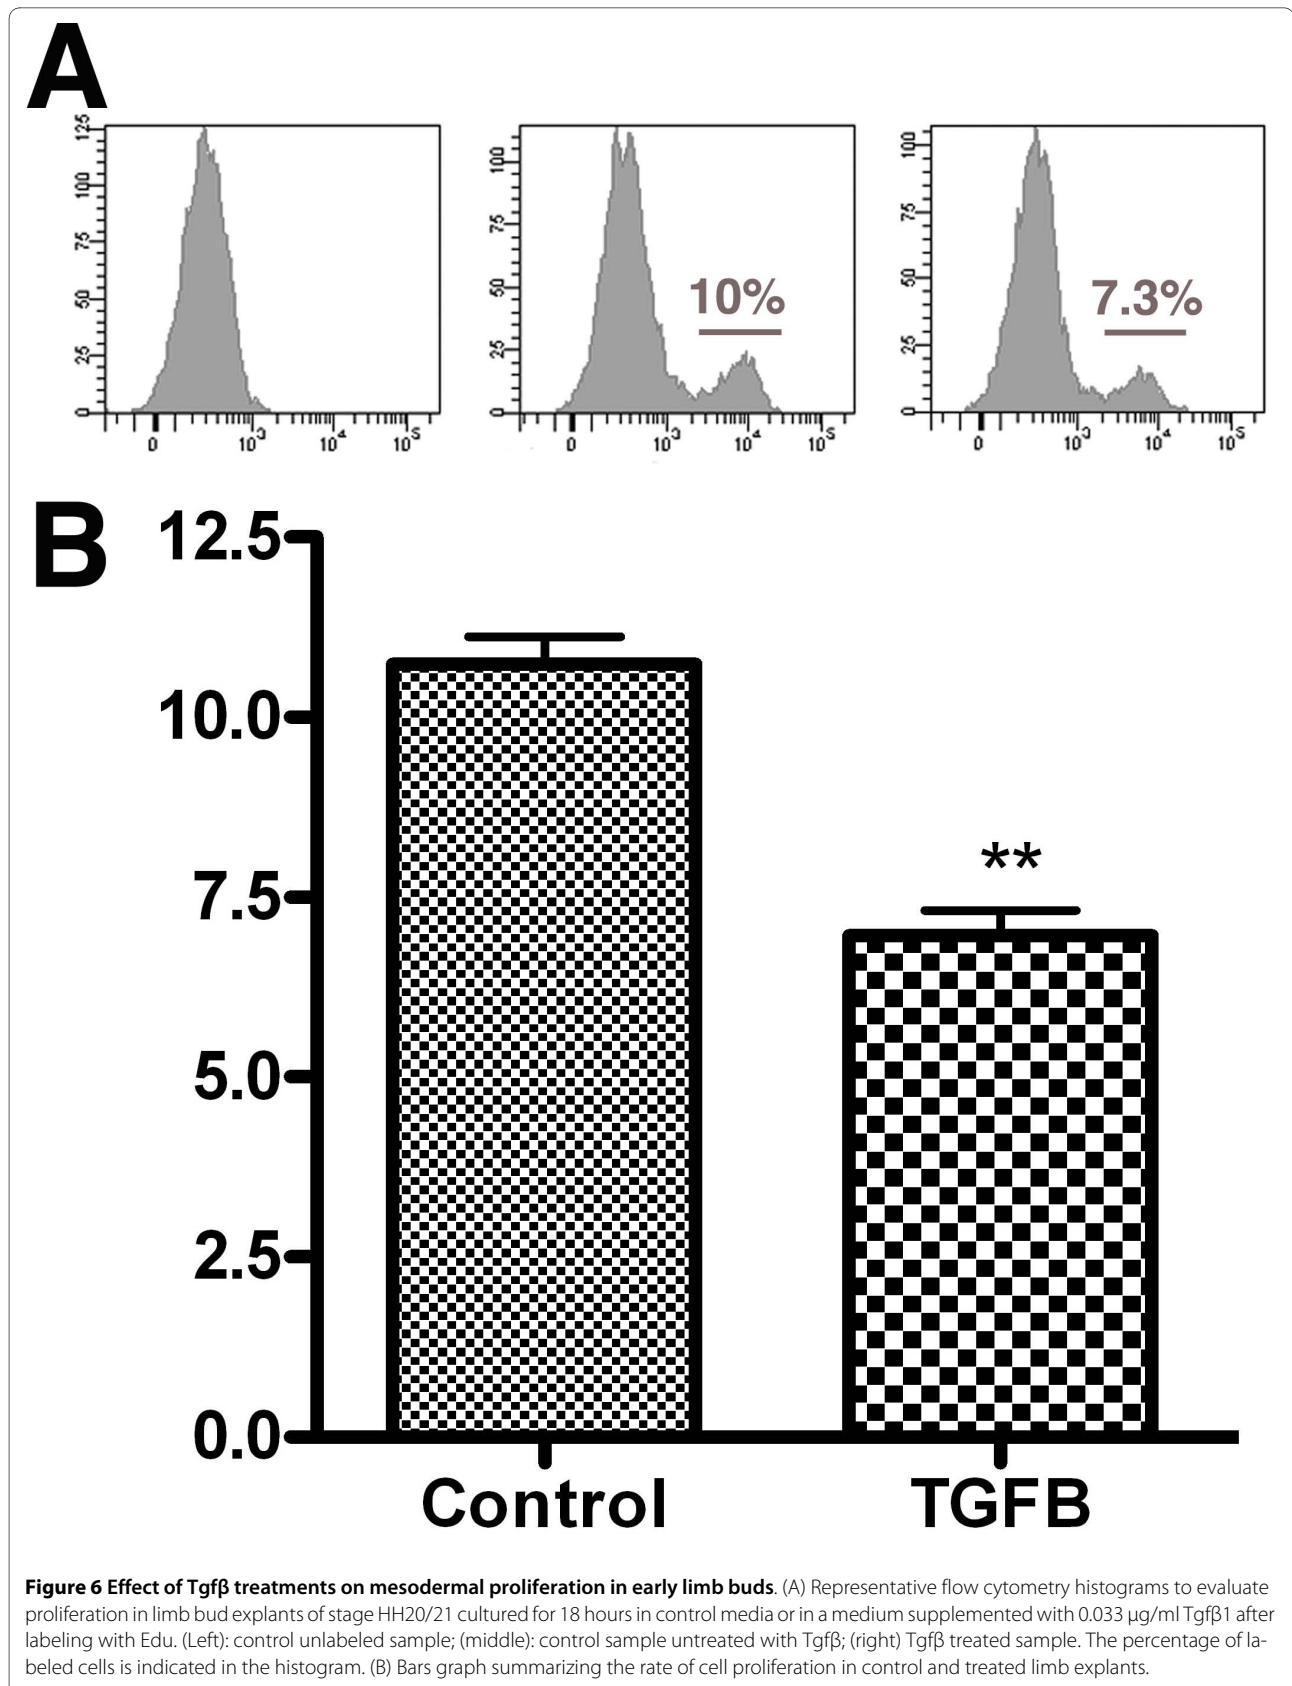 A
125
100
75
50
25
0
0 10³ 10⁴ 10⁵
100
75
50
25
0
10%
0 10³ 10⁴ 10⁵
100
75
50
25
0
7.3%
0 10³ 10⁴ 10⁵
B
12.5
10.0
7.5
5.0
2.5
0.0
**
Control TGFB
Figure 6 Effect of Tgfβ treatments on mesodermal proliferation in early limb buds. (A) Representative flow cytometry histograms to evaluate
proliferation in limb bud explants of stage HH20/21 cultured for 18 hours in control media or in a medium supplemented with 0.033 μg/ml Tgfβ1 after
labeling with Edu. (Left): control unlabeled sample; (middle): control sample untreated with Tgfβ; (right) Tgfβ treated sample. The percentage of la-
beled cells is indicated in the histogram. (B) Bars graph summarizing the rate of cell proliferation in control and treated limb explants.